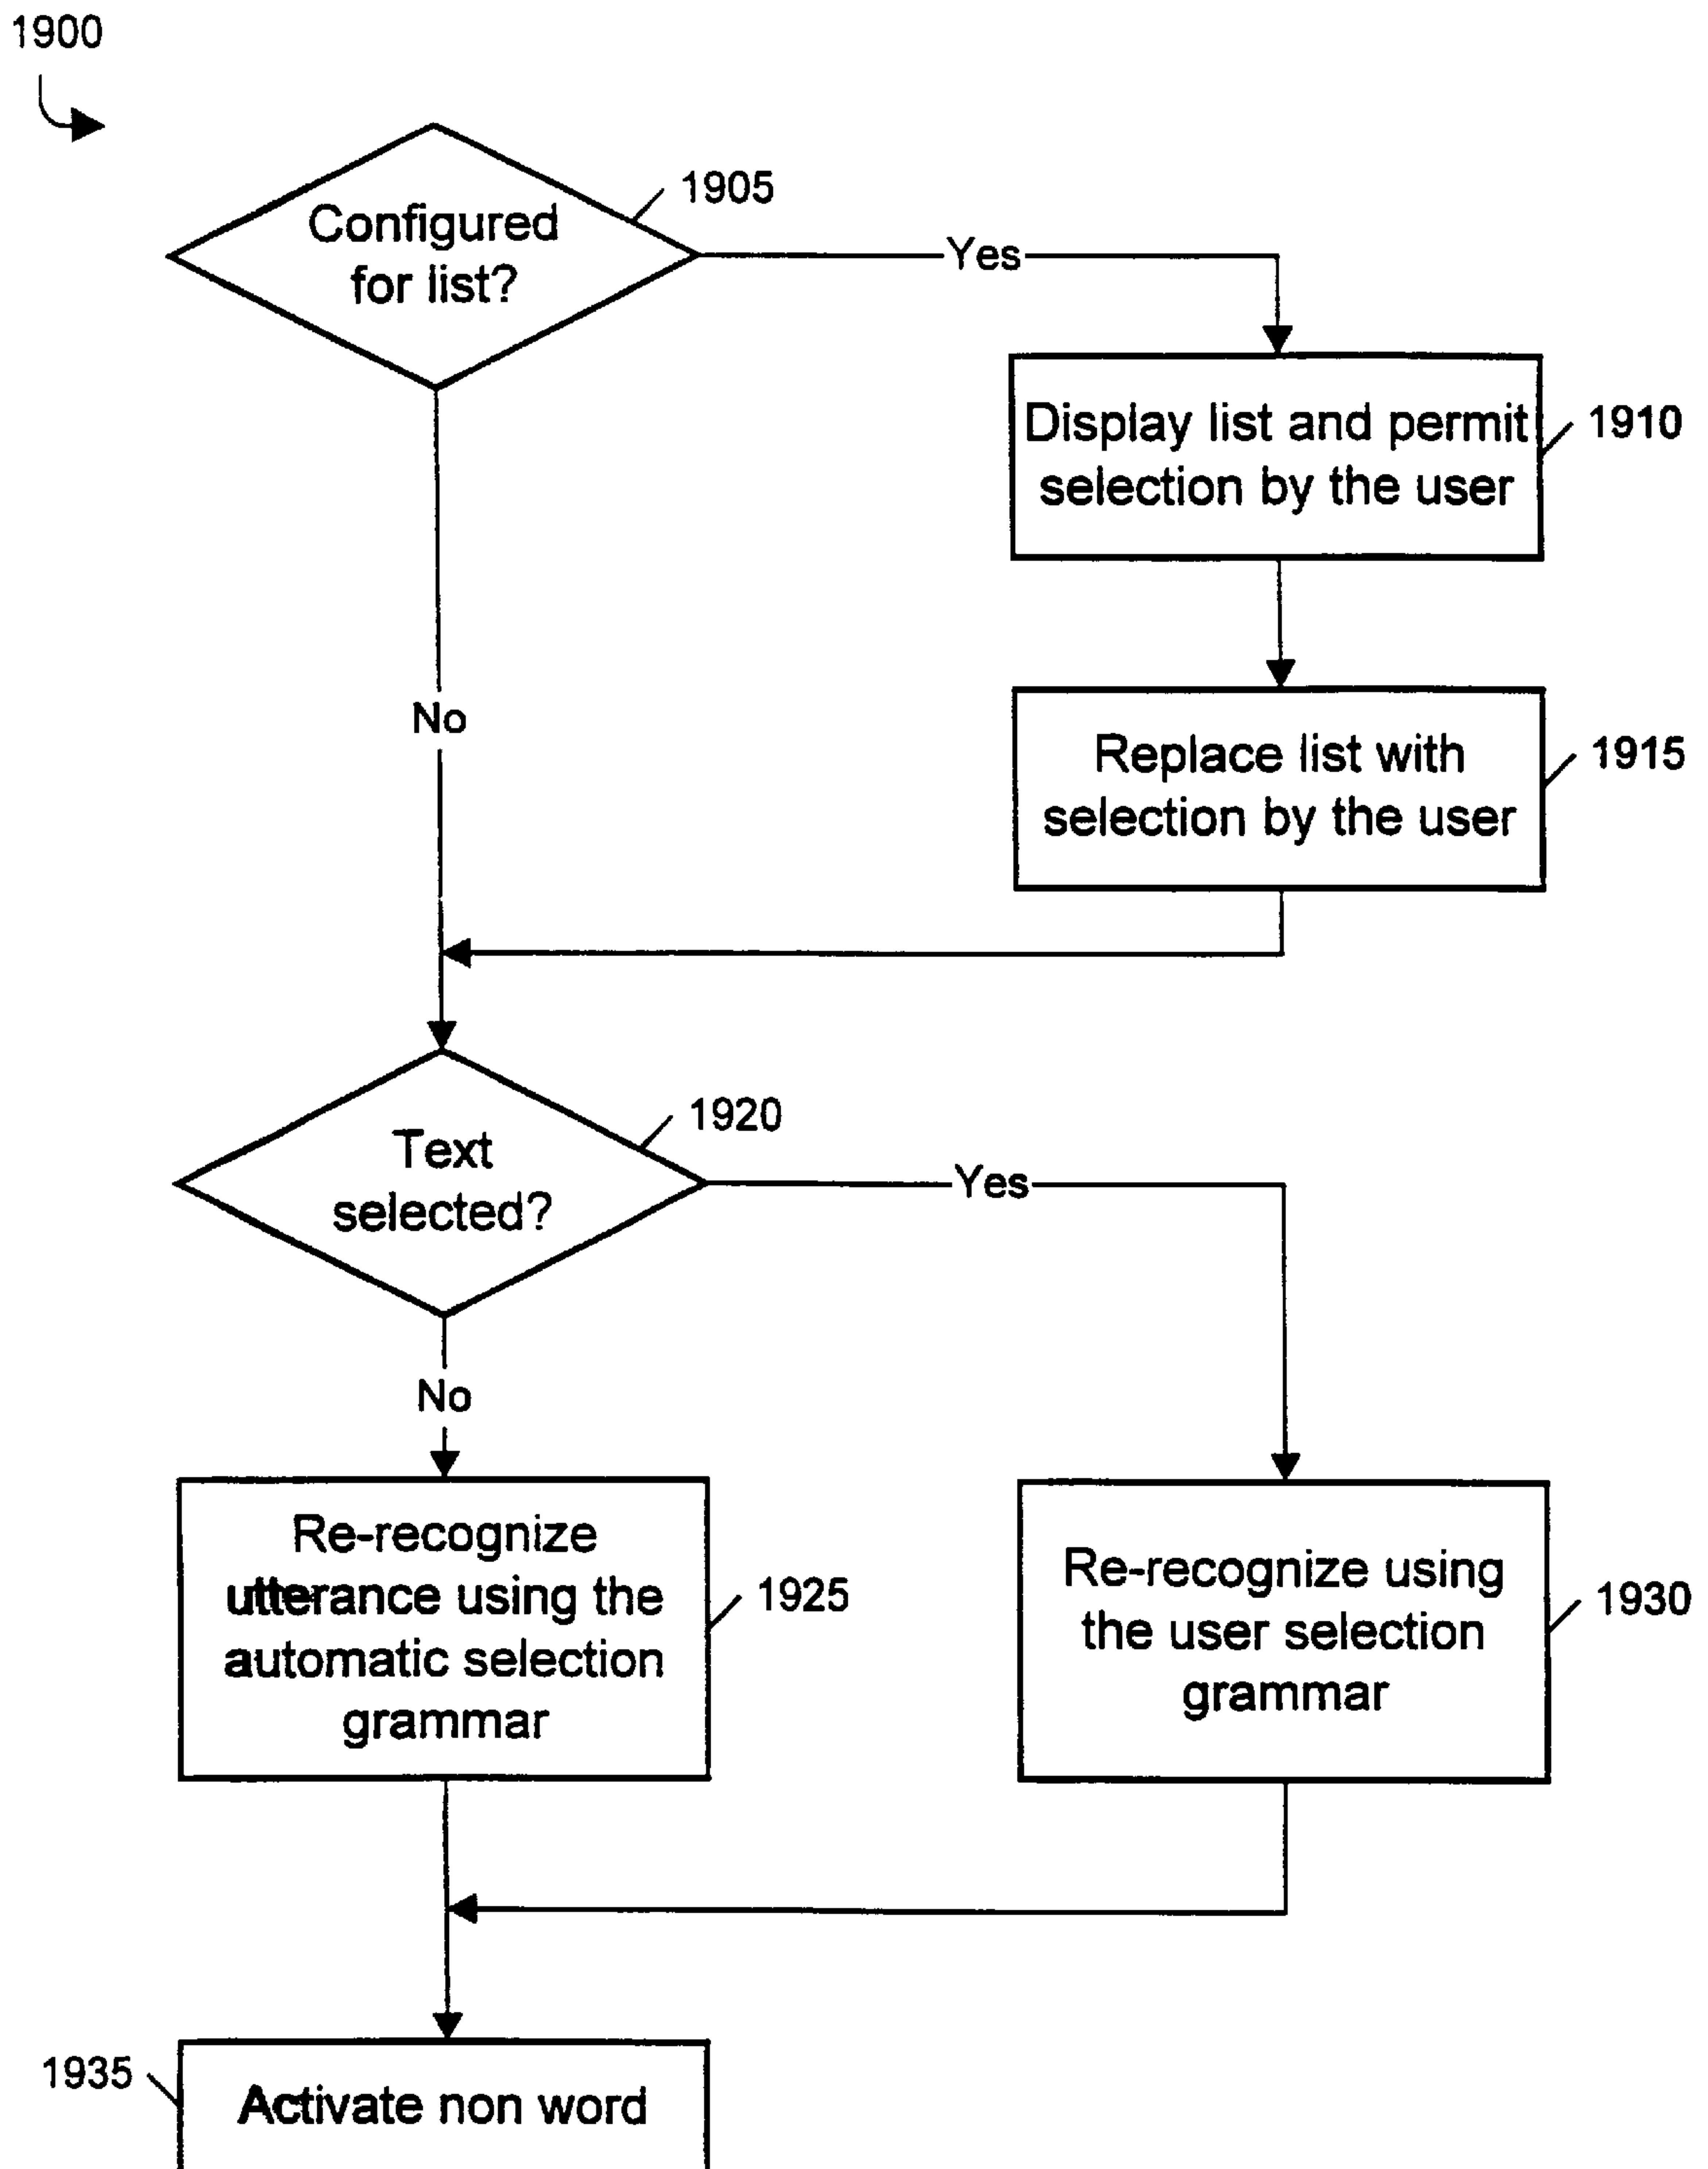 1900
Configured
for list?
1905
Yes
Display list and permit
selection by the user
1910
No
Replace list with
selection by the user
1915
Text
selected?
1920
Yes
No
Re-recognize
utterance using the
automatic selection
grammar
1925
Re-recognize using
the user selection
grammar
1930
1935
Activate non word